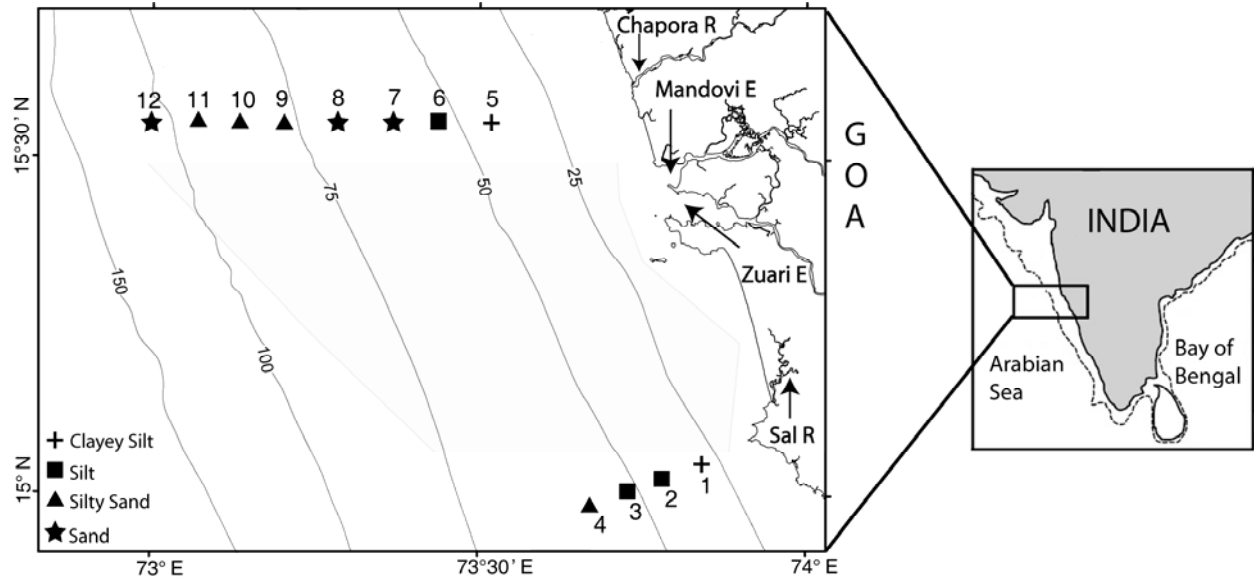 Chapora R
Mandovi E
12 11 10 9 8 7 6 5
15°30' N
GOA
25
50
75
Zuari E
150
100
INDIA
Arabian
Sea
Bay of
Bengal
Sal R
Clayey Silt
Silt
Silty Sand
Sand
15° N
1
2
3
4
73° E
73°30' E
74° E